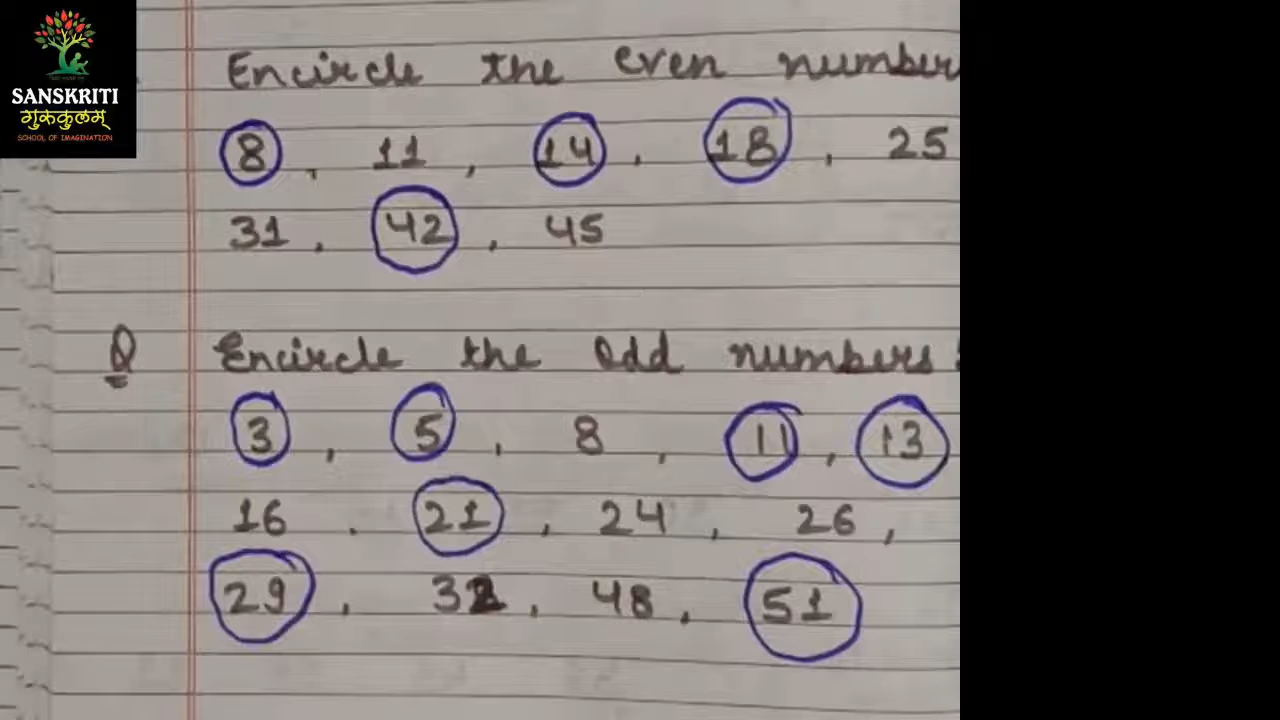 SANSKRITI
गुरुकुलम्
SCHOOL OF IMAGINATION
Encircle the even number
8, 11, 14, 18, 25
31, 42, 45
Q Encircle the Odd numbers
3, 5, 8, 11, 13
16, 21, 24, 26,
29, 32, 48, 51